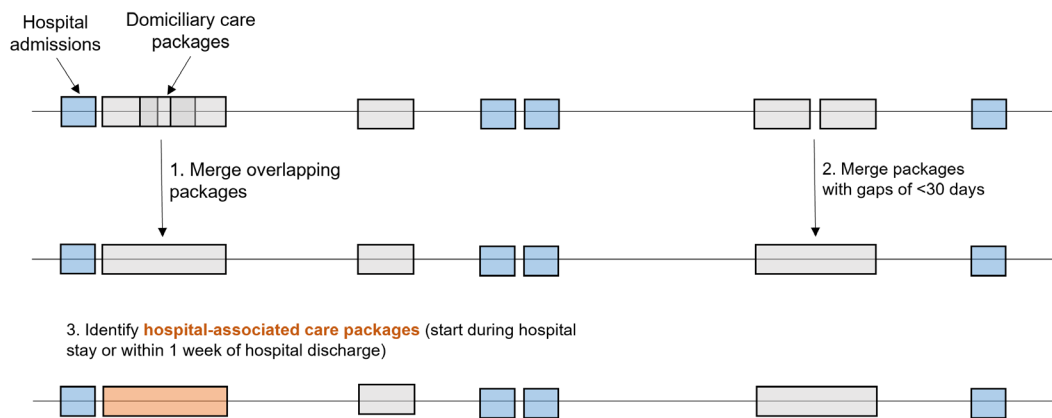 Hospital
admissions
Domiciliary care
packages
1. Merge overlapping
packages
2. Merge packages
with gaps of <30 days
3. Identify hospital-associated care packages (start during hospital
stay or within 1 week of hospital discharge)